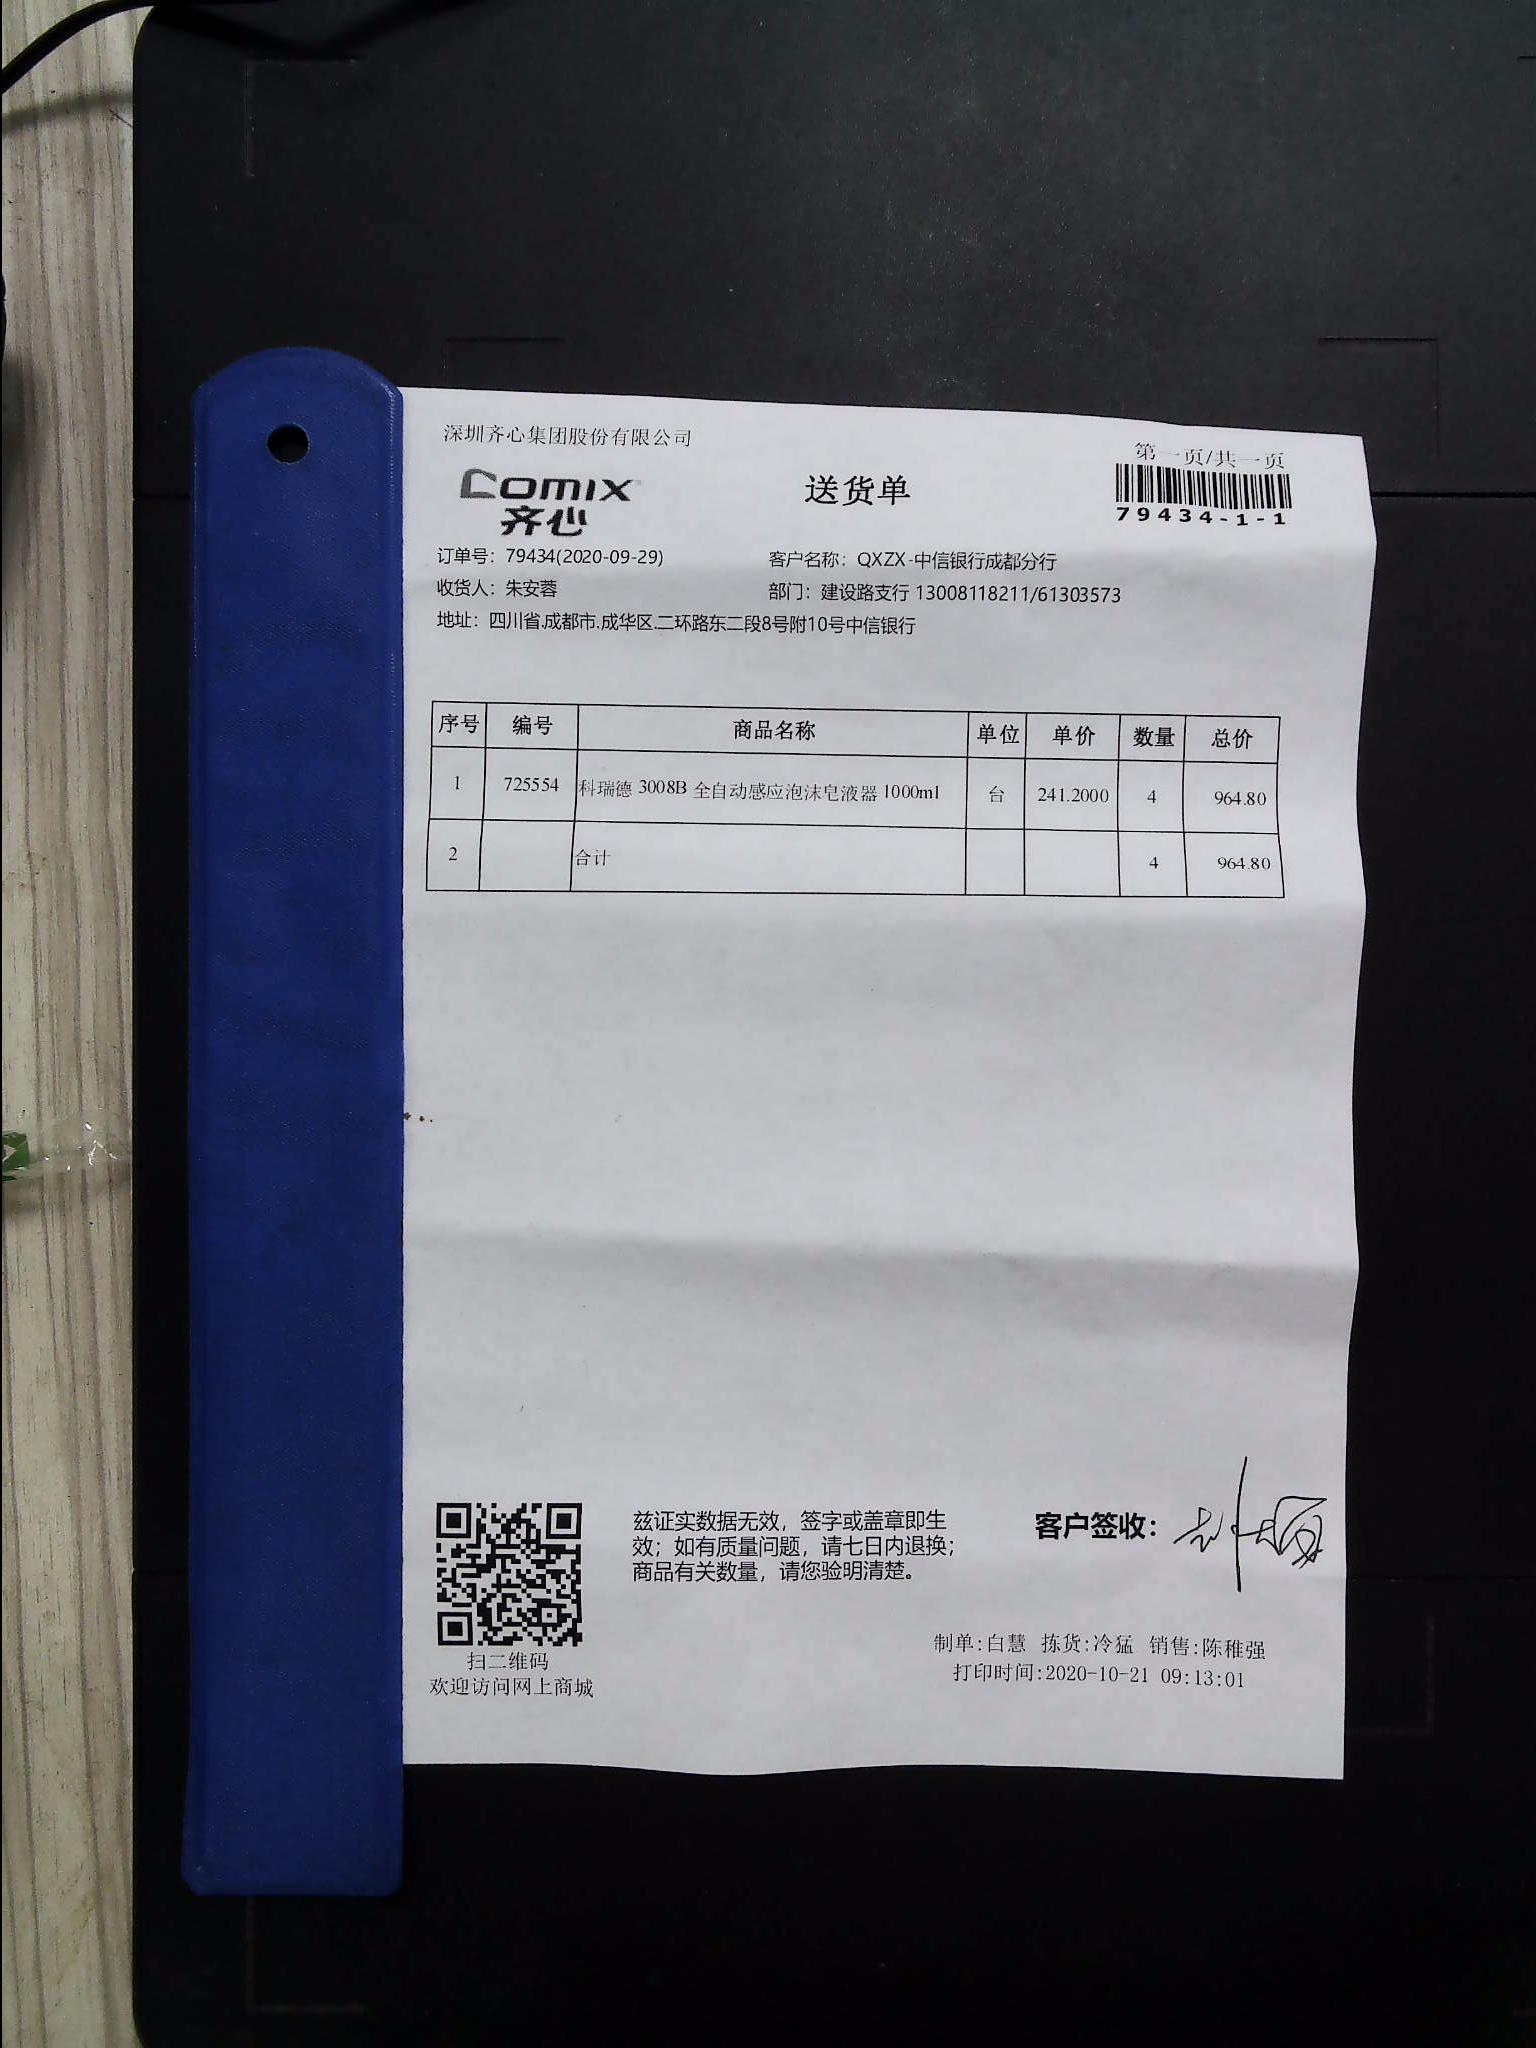 深圳齐心集团股份有限公司
第一页/共一页
comix
齐心
送货单
79434-1-1
订单号：79434(2020-09-29)
客户名称：QXZX-中信银行成都分行
收货人：朱安蓉
部门：建设路支行 13008118211/61303573
地址：四川省.成都市.成华区.二环路东二段8号附10号中信银行
序号 编号 商品名称 单位 单价 数量 总价
1 725554 科瑞德 3008B 全自动感应泡沫皂液器 1000ml 台 241.2000 4 964.80
2 合计 4 964.80
兹证实数据无效，签字或盖章即生
效；如有质量问题，请七日内退换；
商品有关数量，请您验明清楚。
客户签收：
扫二维码
欢迎访问网上商城
制单:白慧 拣货:冷猛 销售:陈稚强
打印时间:2020-10-21 09:13:01